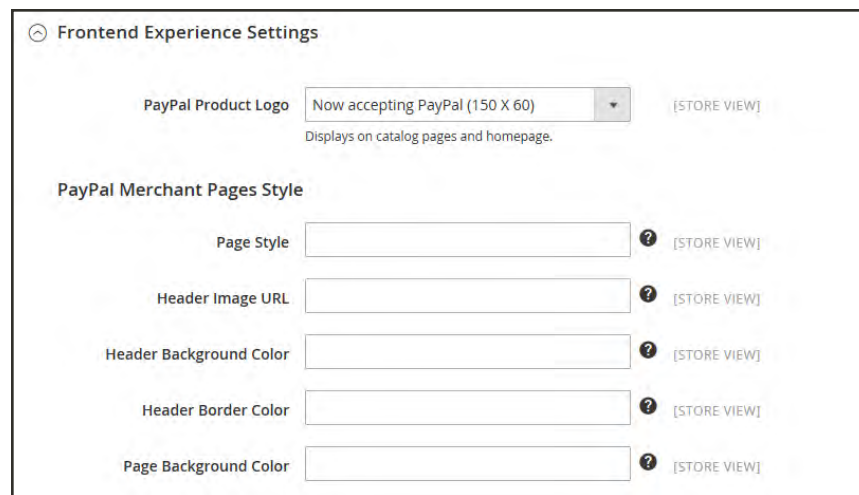 Frontend Experience Settings
PayPal Product Logo Now accepting PayPal (150 X 60) [STORE VIEW]
Displays on catalog pages and homepage.
PayPal Merchant Pages Style
Page Style ? [STORE VIEW]
Header Image URL ? [STORE VIEW]
Header Background Color ? [STORE VIEW]
Header Border Color ? [STORE VIEW]
Page Background Color ? [STORE VIEW]